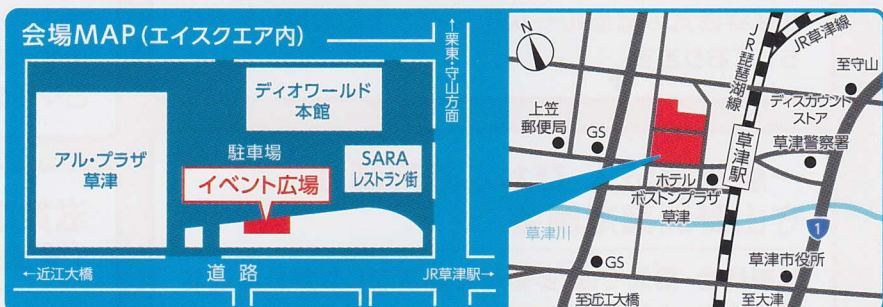 会場MAP(エイスクエア内)
↑栗東・守山方面
ディオワールド
本館
アル・プラザ
草津
駐車場
SARA
レストラン街
イベント広場
←近江大橋
道路
JR草津駅→
N
JR琵琶湖線
JR草津線
至守山
上笠
郵便局
GS
ディスカウント
ストア
草津警察署
草津駅
ホテル
ボストンプラザ
草津
草津川
1
GS
草津市役所
至近江大橋
至大津